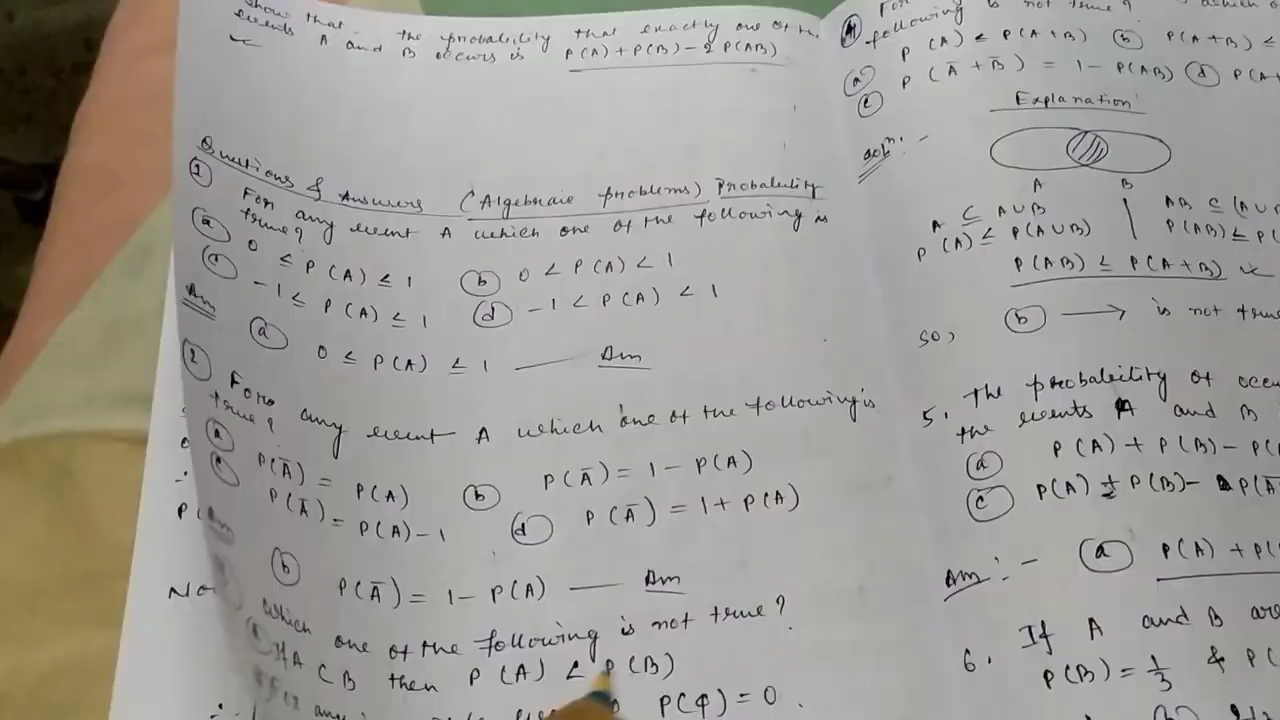 Show that the probability that exactly one of the
events A and B occurs is P(A)+P(B)-2P(AB)
Questions & Answers (Algebraic problems) Probability
1 For any event A which one of the following is
true?
(a) 0 ≤ P(A) ≤ 1 (b) 0 < P(A) < 1
(c) -1 ≤ P(A) ≤ 1 (d) -1 < P(A) < 1
Ans (a) 0 ≤ P(A) ≤ 1 — Ans
2 For any event A which one of the following is
true?
(a) P(Ā) = P(A) (b) P(Ā) = 1 - P(A)
(c) P(Ā) = P(A) - 1 (d) P(Ā) = 1 + P(A)
(b) P(Ā) = 1 - P(A) — Ans
which one of the following is not true?
If A ⊂ B then P(A) < P(B)
P(φ) = 0.
For
following is not true?
(a) P(A) ≤ P(A+B) (b) P(A+B) ≤
(c) P(Ā+B̄) = 1 - P(AB) (d)
Explanation
Soln: -
A B
A ⊆ A∪B | AB ⊆ (A∪
P(A) ≤ P(A∪B) P(AB) ≤ P(
P(AB) ≤ P(A+B)
so, (b) → is not true
5. The probability of
the events A and B
(a) P(A) + P(B) - P(
(c) P(A) + P(B) - P(
Ans: - (a) P(A) + P(
6. If A and B are
P(B) = 1/3 & P(